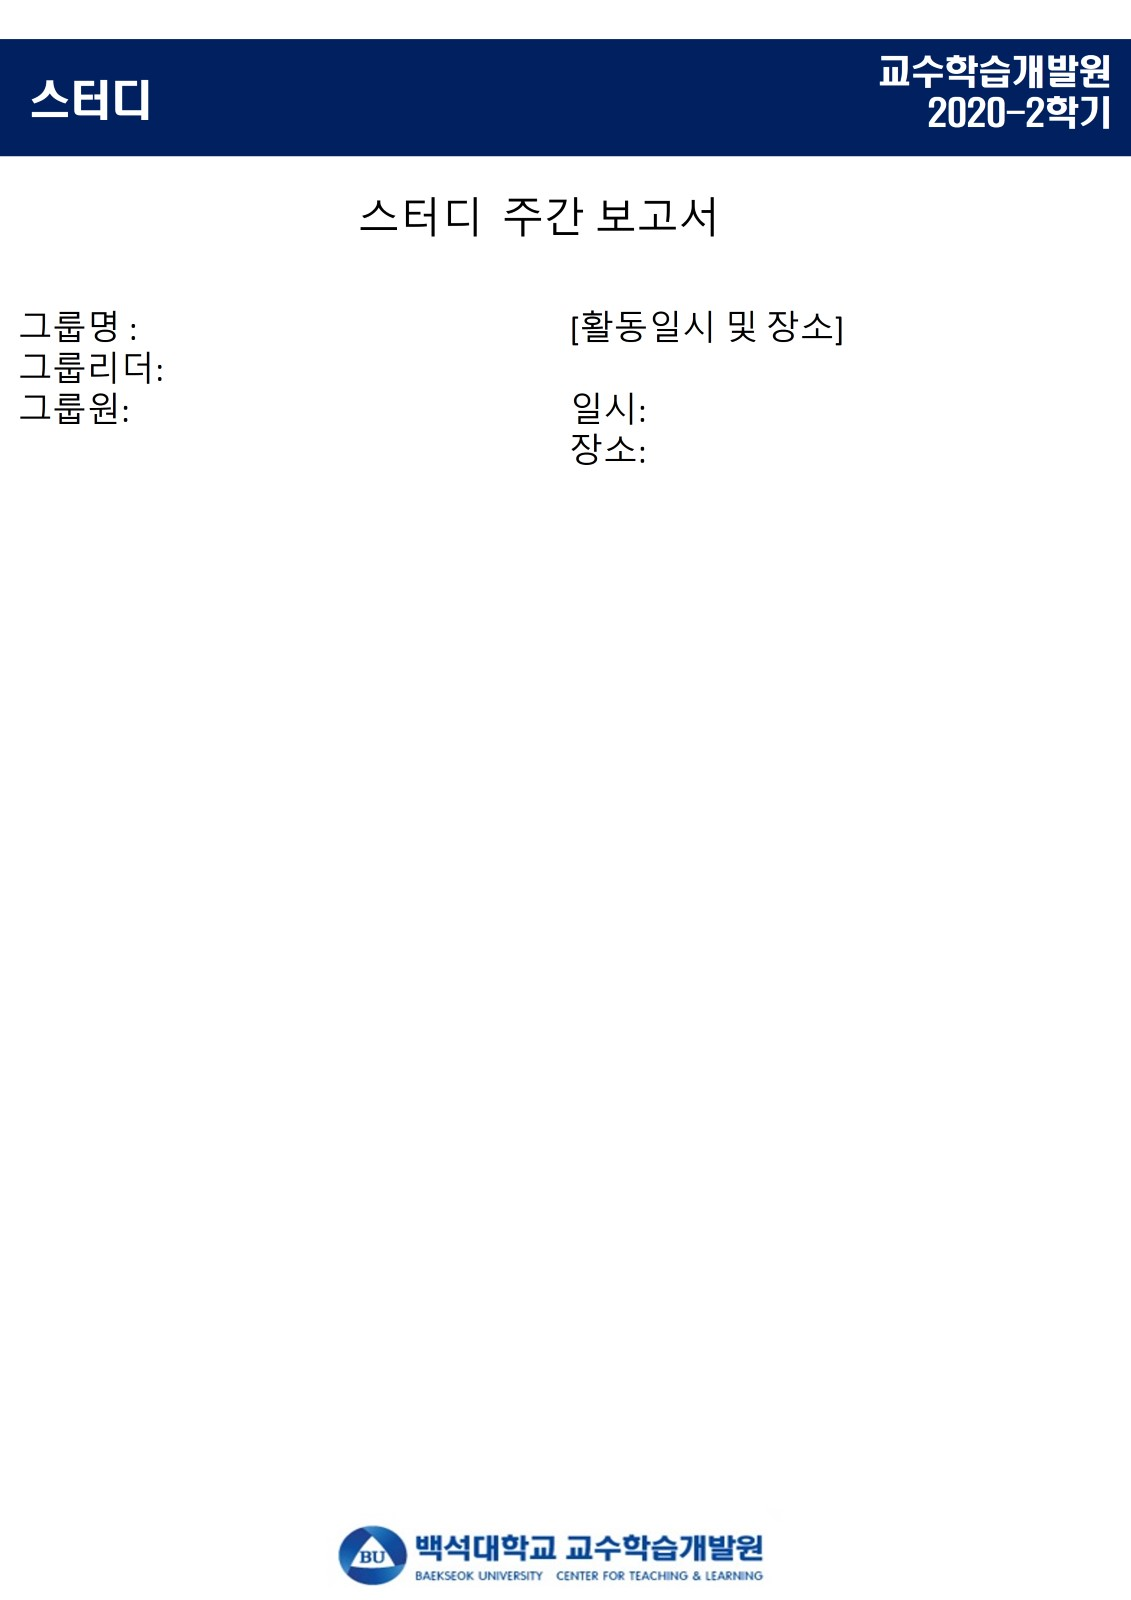 스터디
교수학습개발원
2020-2학기
스터디 주간 보고서
그룹명 :
그룹리더:
그룹원:
[활동일시 및 장소]
일시:
장소:
BU
백석대학교 교수학습개발원
BAEKSEOK UNIVERSITY CENTER FOR TEACHING & LEARNING